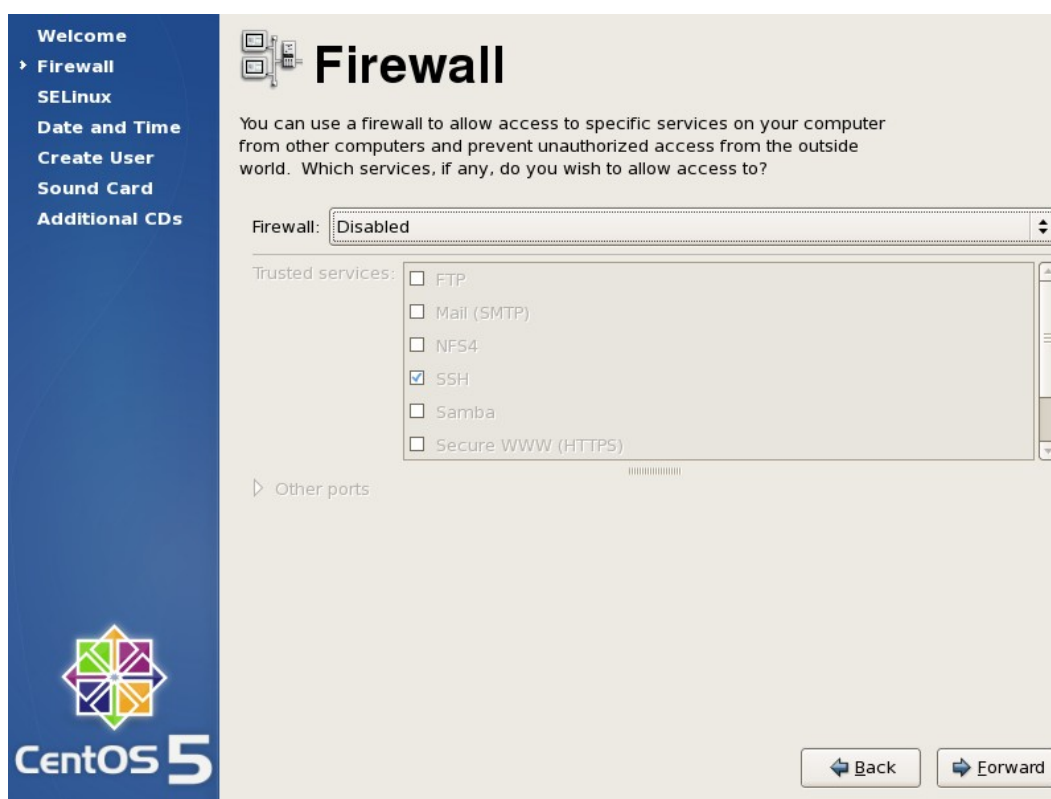 Welcome
Firewall
SELinux
Date and Time
Create User
Sound Card
Additional CDs
CentOS 5
Firewall
You can use a firewall to allow access to specific services on your computer
from other computers and prevent unauthorized access from the outside
world. Which services, if any, do you wish to allow access to?
Firewall: Disabled
Trusted services:
FTP
Mail (SMTP)
NFS4
SSH
Samba
Secure WWW (HTTPS)
Other ports
Back
Forward